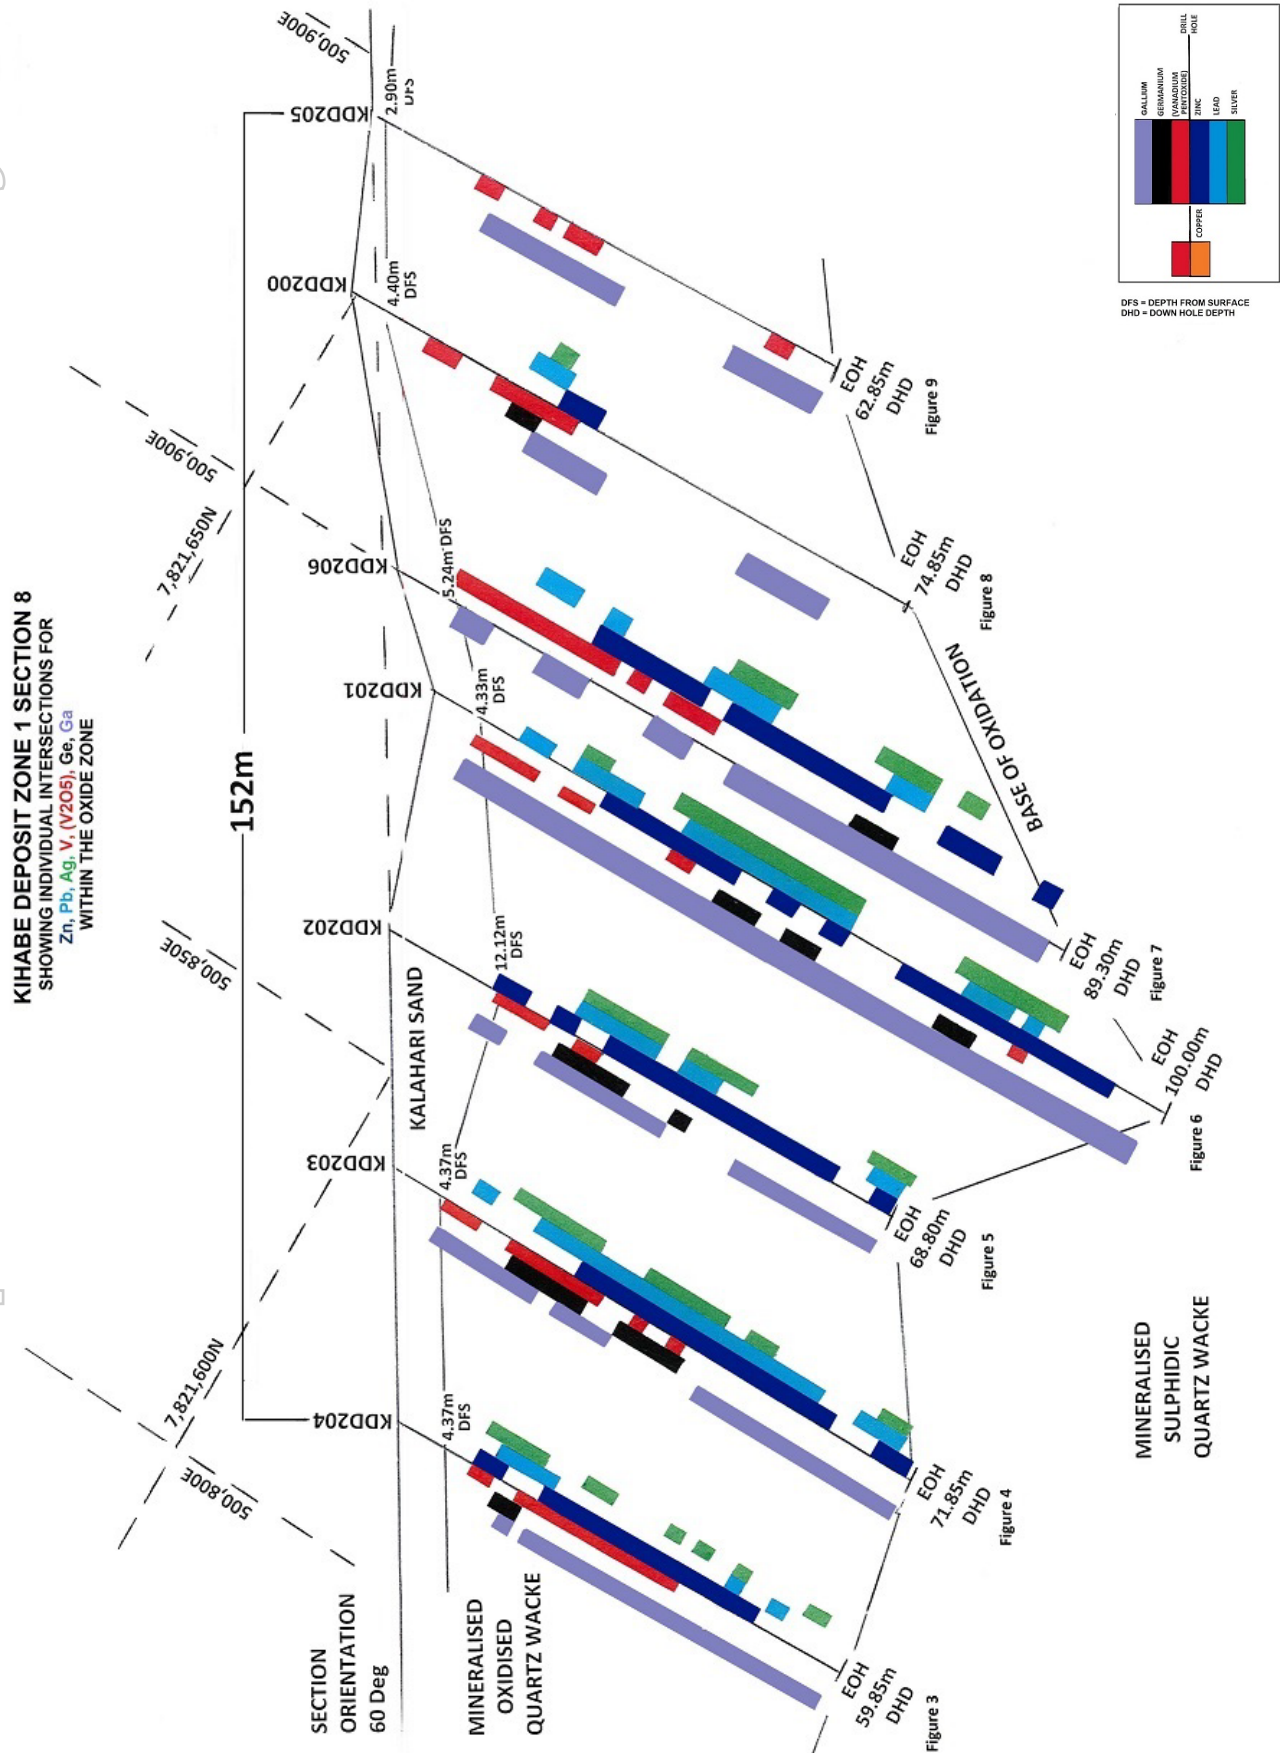 KIHABE DEPOSIT ZONE 1 SECTION 8
SHOWING INDIVIDUAL INTERSECTIONS FOR
Zn, Pb, Ag, V, (V2O5), Ge, Ga
WITHIN THE OXIDE ZONE
152m
500,800E
7,821,600N
500,850E
7,821,650N
500,900E
500,900E
KDD204
KDD203
KDD202
KDD201
KDD206
KDD200
KDD205
SECTION
ORIENTATION
60 Deg
KALAHARI SAND
4.37m
DFS
4.37m
DFS
12.12m
DFS
4.33m
DFS
5.24m DFS
4.40m
DFS
2.90m
DFS
MINERALISED
OXIDISED
QUARTZ WACKE
BASE OF OXIDATION
EOH
59.85m
DHD
Figure 3
EOH
71.85m
DHD
Figure 4
EOH
68.80m
DHD
Figure 5
EOH
100.00m
DHD
Figure 6
EOH
89.30m
DHD
Figure 7
EOH
74.85m
DHD
Figure 8
EOH
62.85m
DHD
Figure 9
MINERALISED
SULPHIDIC
QUARTZ WACKE
GALLIUM
GERMANIUM
(VANADIUM
PENTOXIDE)
ZINC
LEAD
SILVER
COPPER
DRILL
HOLE
DFS = DEPTH FROM SURFACE
DHD = DOWN HOLE DEPTH